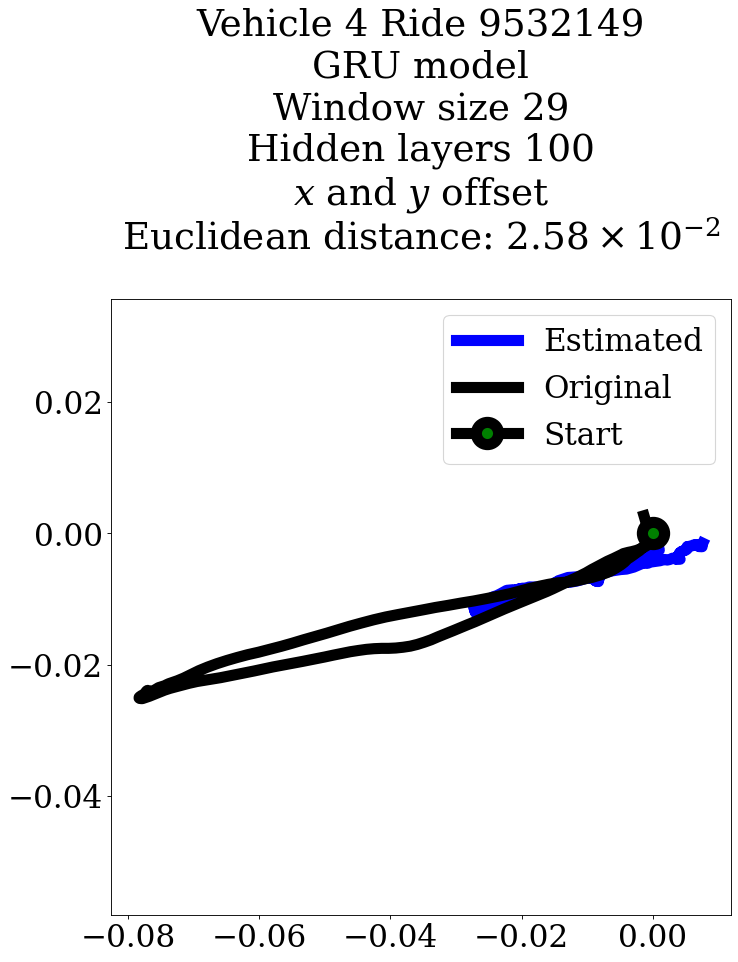 Vehicle 4 Ride 9532149
GRU model
Window size 29
Hidden layers 100
x and y offset
Euclidean distance: 2.58 × 10⁻²
Estimated
Original
Start
0.02
0.00
−0.02
−0.04
−0.08 −0.06 −0.04 −0.02 0.00